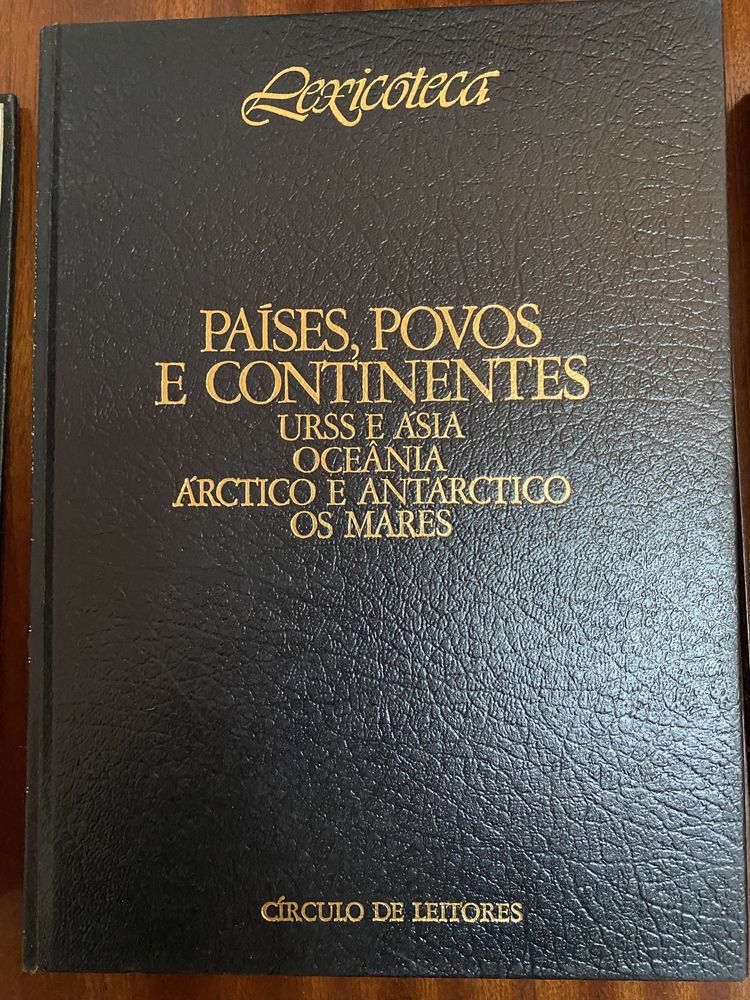 Lexicoteca
PAÍSES, POVOS
E CONTINENTES
URSS E ÁSIA
OCEÂNIA
ÁRCTICO E ANTÁRCTICO
OS MARES
CÍRCULO DE LEITORES